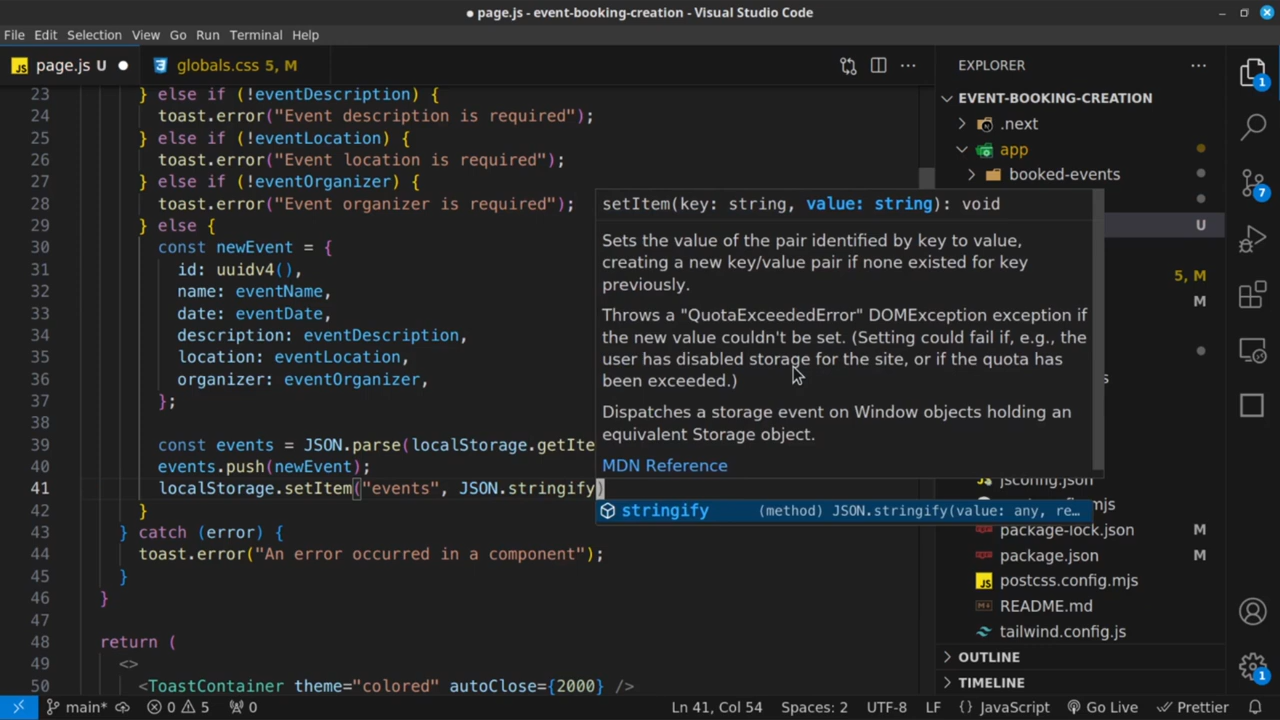 page.js - event-booking-creation - Visual Studio Code
File Edit Selection View Go Run Terminal Help
JS page.js U
globals.css 5, M
EXPLORER
23 } else if (!eventDescription) {
24 toast.error("Event description is required");
25 } else if (!eventLocation) {
26 toast.error("Event location is required");
27 } else if (!eventOrganizer) {
28 toast.error("Event organizer is required");
29 } else {
30 const newEvent = {
31 id: uuidv4(),
32 name: eventName,
33 date: eventDate,
34 description: eventDescription,
35 location: eventLocation,
36 organizer: eventOrganizer,
37 };
38
39 const events = JSON.parse(localStorage.getIte
40 events.push(newEvent);
41 localStorage.setItem("events", JSON.stringify)
42 }
43 } catch (error) {
44 toast.error("An error occurred in a component");
45 }
46 }
47
48 return (
49 <>
50 <ToastContainer theme="colored" autoClose={2000} />
setItem(key: string, value: string): void
Sets the value of the pair identified by key to value,
creating a new key/value pair if none existed for key
previously.
Throws a "QuotaExceededError" DOMException exception if
the new value couldn't be set. (Setting could fail if, e.g., the
user has disabled storage for the site, or if the quota has
been exceeded.)
Dispatches a storage event on Window objects holding an
equivalent Storage object.
MDN Reference
stringify (method) JSON.stringify(value: any, re…
EVENT-BOOKING-CREATION
.next
app
booked-events
U
5, M
M
jsconfig.json
package-lock.json M
package.json M
JS postcss.config.mjs
README.md
tailwind.config.js
OUTLINE
TIMELINE
1
7
1
1
main* 0 5 0
Ln 41, Col 54 Spaces: 2 UTF-8 LF {} JavaScript Go Live Prettier